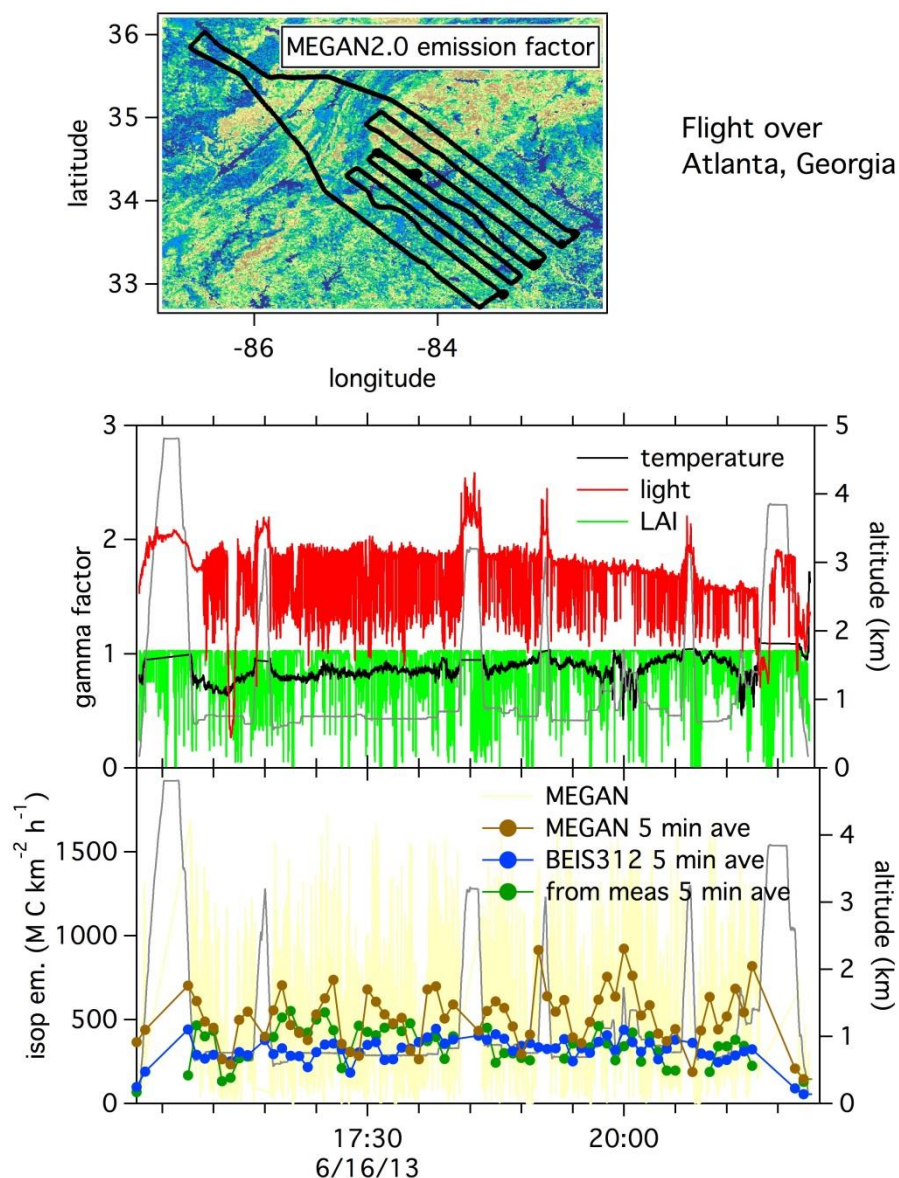 MEGAN2.0 emission factor
36
35
34
33
latitude
-86
-84
longitude
Flight over
Atlanta, Georgia
3
2
1
0
gamma factor
temperature
light
LAI
5
4
3
2
1
0
altitude (km)
isop em. (M C km⁻² h⁻¹)
1500
1000
500
0
MEGAN
MEGAN 5 min ave
BEIS312 5 min ave
from meas 5 min ave
4
3
2
1
0
altitude (km)
17:30
20:00
6/16/13